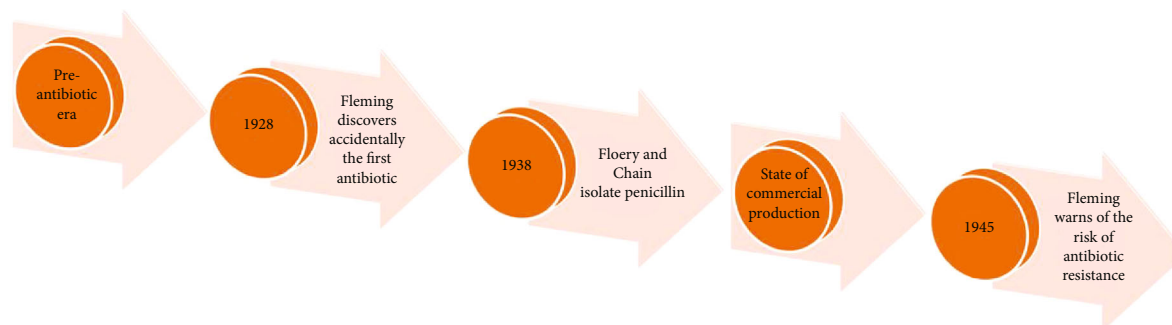 Pre-
antibiotic
era
1928
Fleming
discovers
accidentally
the first
antibiotic
1938
Floery and
Chain
isolate penicillin
State of
commercial
production
1945
Fleming
warns of the
risk of
antibiotic
resistance